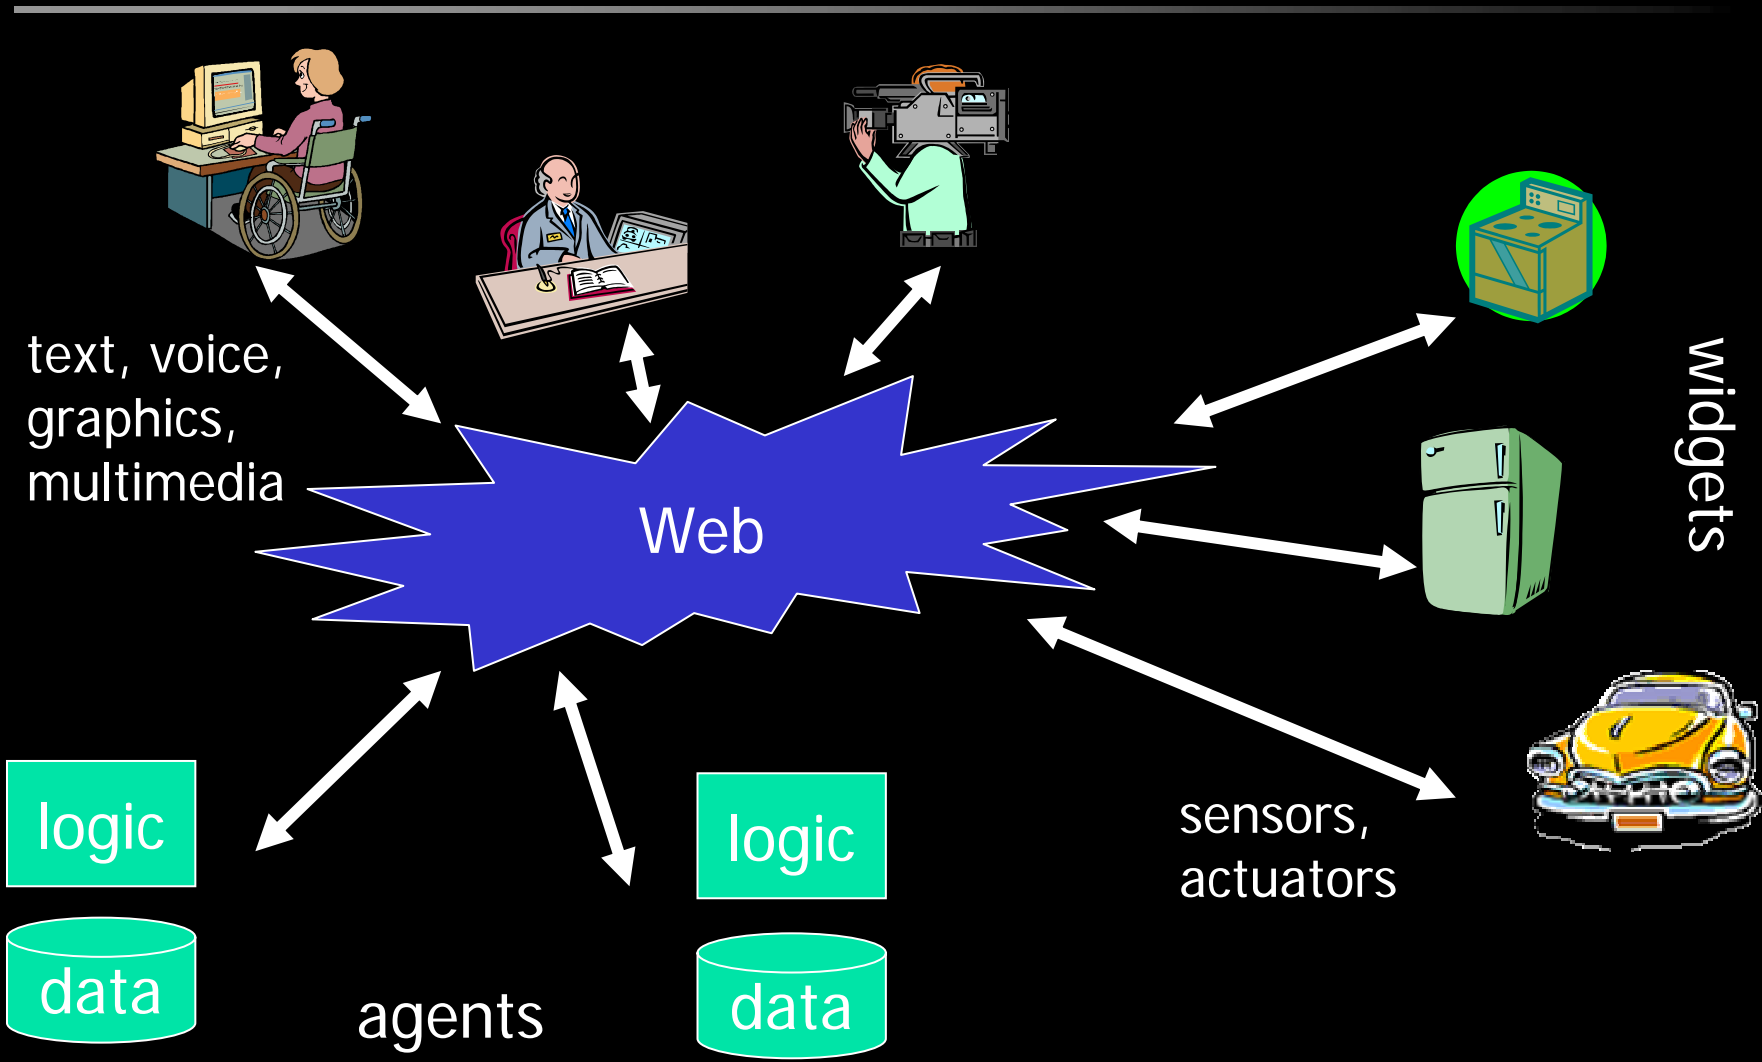 text, voice,
graphics,
multimedia
widgets
Web
logic
data
agents
logic
data
sensors,
actuators